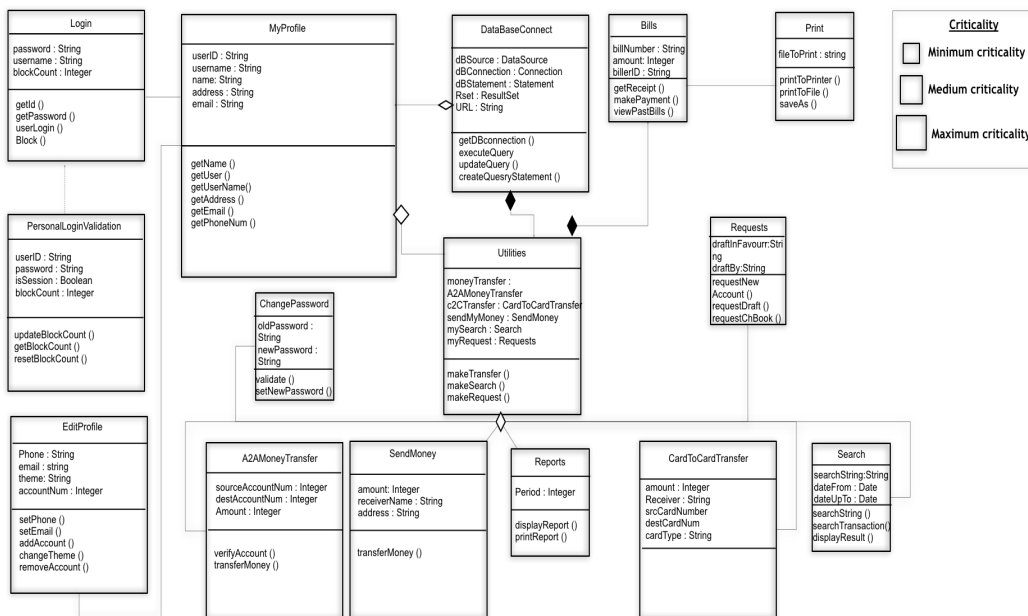 Login
password : String
username : String
blockCount : Integer
getId ()
getPassword ()
userLogin ()
Block ()
MyProfile
userID : String
username : String
name: String
address : String
email : String
getName ()
getUser ()
getUserName()
getAddress ()
getEmail ()
getPhoneNum ()
DataBaseConnect
dBSource : DataSource
dBConnection : Connection
dBStatement : Statement
Rset : ResultSet
URL : String
getDBconnection ()
executeQuery
updateQuery ()
createQuesryStatement ()
Bills
billNumber : String
amount: Integer
billerID : String
getReceipt ()
makePayment ()
viewPastBills ()
Print
fileToPrint : string
printToPrinter ()
printToFile ()
saveAs ()
Criticality
Minimum criticality
Medium criticality
Maximum criticality
PersonalLoginValidation
userID : String
password : String
isSession : Boolean
blockCount : Integer
updateBlockCount ()
getBlockCount ()
resetBlockCount ()
ChangePassword
oldPassword :
String
newPassword :
String
validate ()
setNewPassword ()
Utilities
moneyTransfer :
A2AMoneyTransfer
c2CTransfer : CardToCardTransfer
sendMyMoney : SendMoney
mySearch : Search
myRequest : Requests
makeTransfer ()
makeSearch ()
makeRequest ()
Requests
draftInFavourr:Stri
ng
draftBy:String
requestNew
Account ()
requestDraft ()
requestChBook ()
EditProfile
Phone : String
email : string
theme: String
accountNum : Integer
setPhone ()
setEmail ()
addAccount ()
changeTheme ()
removeAccount ()
A2AMoneyTransfer
sourceAccountNum : Integer
destAccountNum : Integer
Amount : Integer
verifyAccount ()
transferMoney ()
SendMoney
amount: Integer
receiverName : String
address : String
transferMoney ()
Reports
Period : Integer
displayReport ()
printReport ()
CardToCardTransfer
amount : Integer
Receiver : String
srcCardNumber
destCardNum
cardType : String
Search
searchString:String
dateFrom : Date
dateUpTo : Date
searchString ()
searchTransaction()
displayResult ()